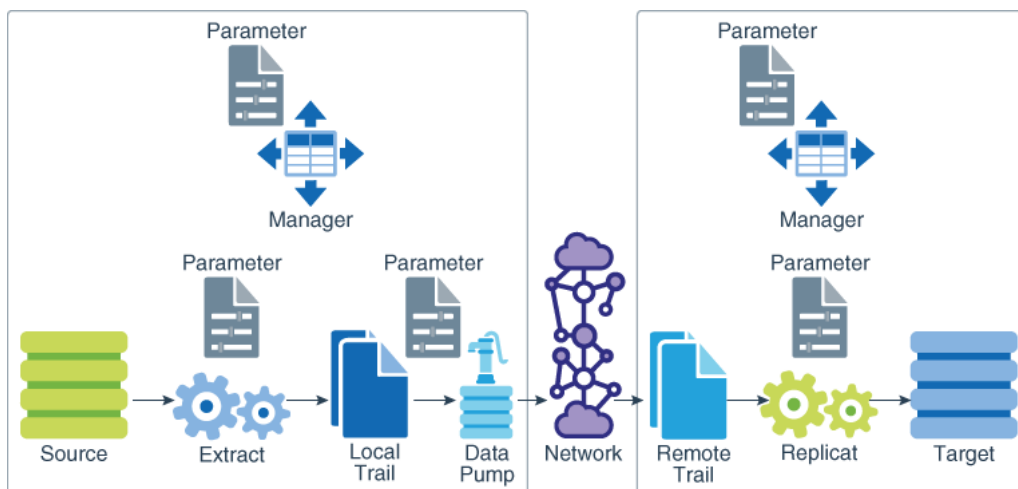 Parameter
Manager
Parameter
Parameter
Source
Extract
Local
Trail
Data
Pump
Network
Parameter
Manager
Parameter
Remote
Trail
Replicat
Target